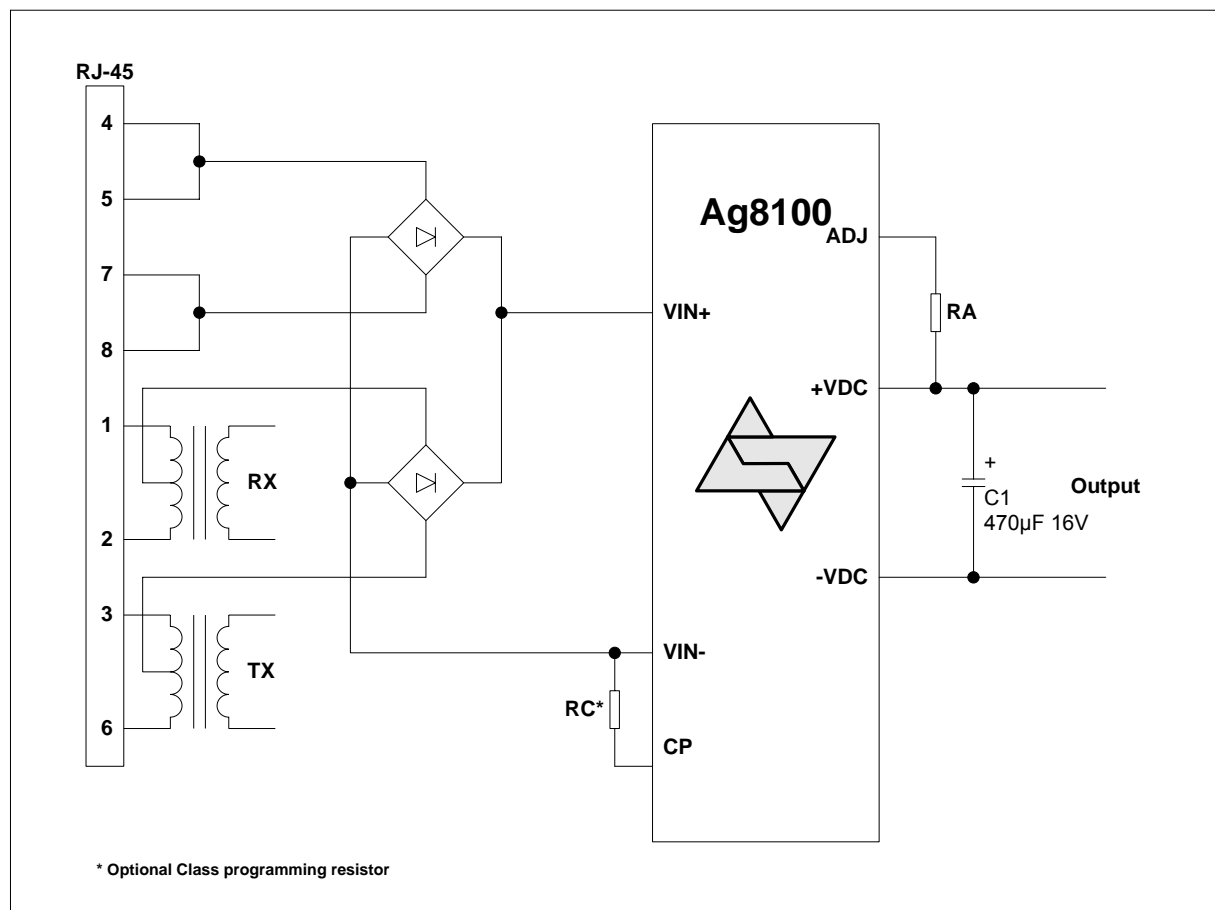 RJ-45
4
5
7
8
1
2
3
6
RX
TX
Ag8100
ADJ
VIN+
RA
+VDC
+
C1
470µF 16V
Output
-VDC
VIN-
RC*
CP
* Optional Class programming resistor